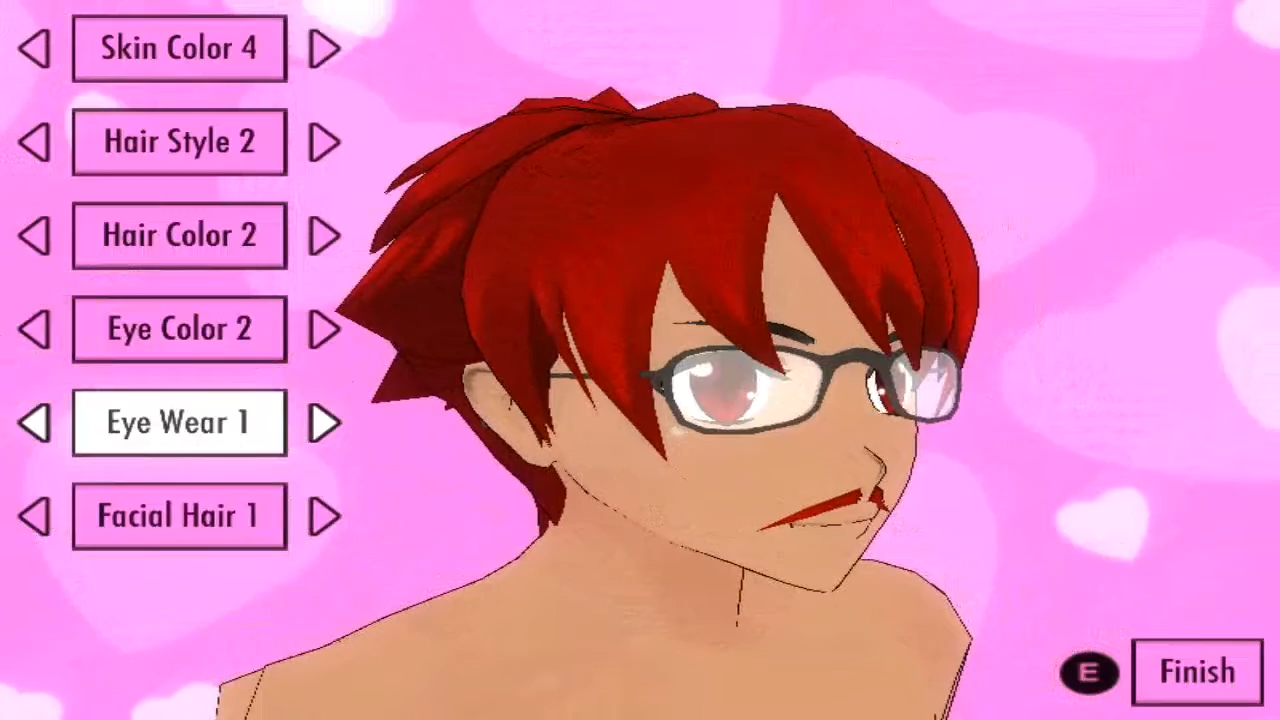 Skin Color 4
Hair Style 2
Hair Color 2
Eye Color 2
Eye Wear 1
Facial Hair 1
E Finish